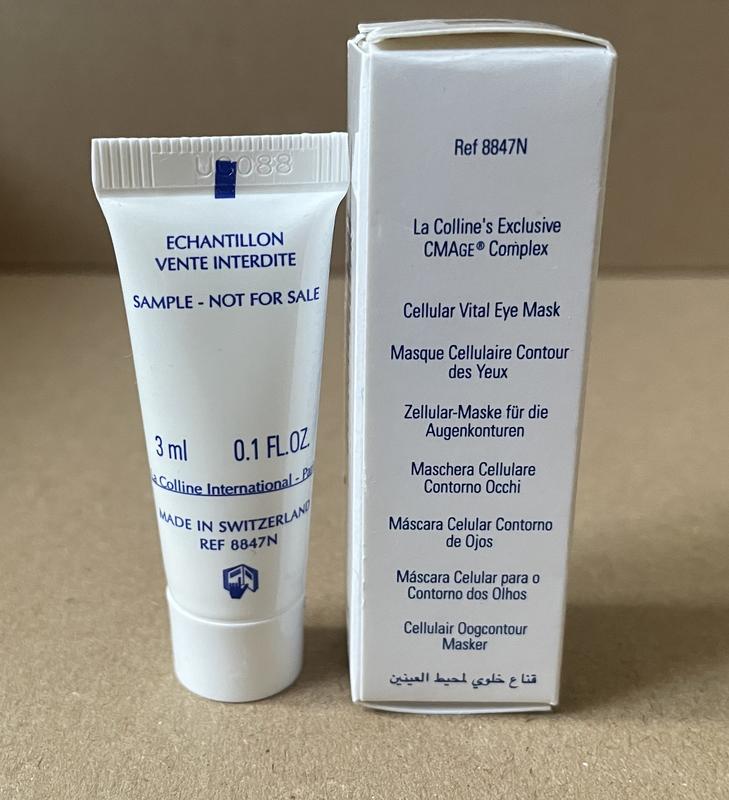 ECHANTILLON
VENTE INTERDITE
SAMPLE - NOT FOR SALE
3 ml 0.1 FL.OZ.
Colline International -
MADE IN SWITZERLAND
REF 8847N
Ref 8847N
La Colline's Exclusive
CMAGE® Complex
Cellular Vital Eye Mask
Masque Cellulaire Contour
des Yeux
Zellular-Maske für die
Augenkonturen
Maschera Cellulare
Contorno Occhi
Máscara Celular Contorno
de Ojos
Máscara Celular para o
Contorno dos Olhos
Cellulair Oogcontour
Masker
قناع خلوي لمحيط العينين